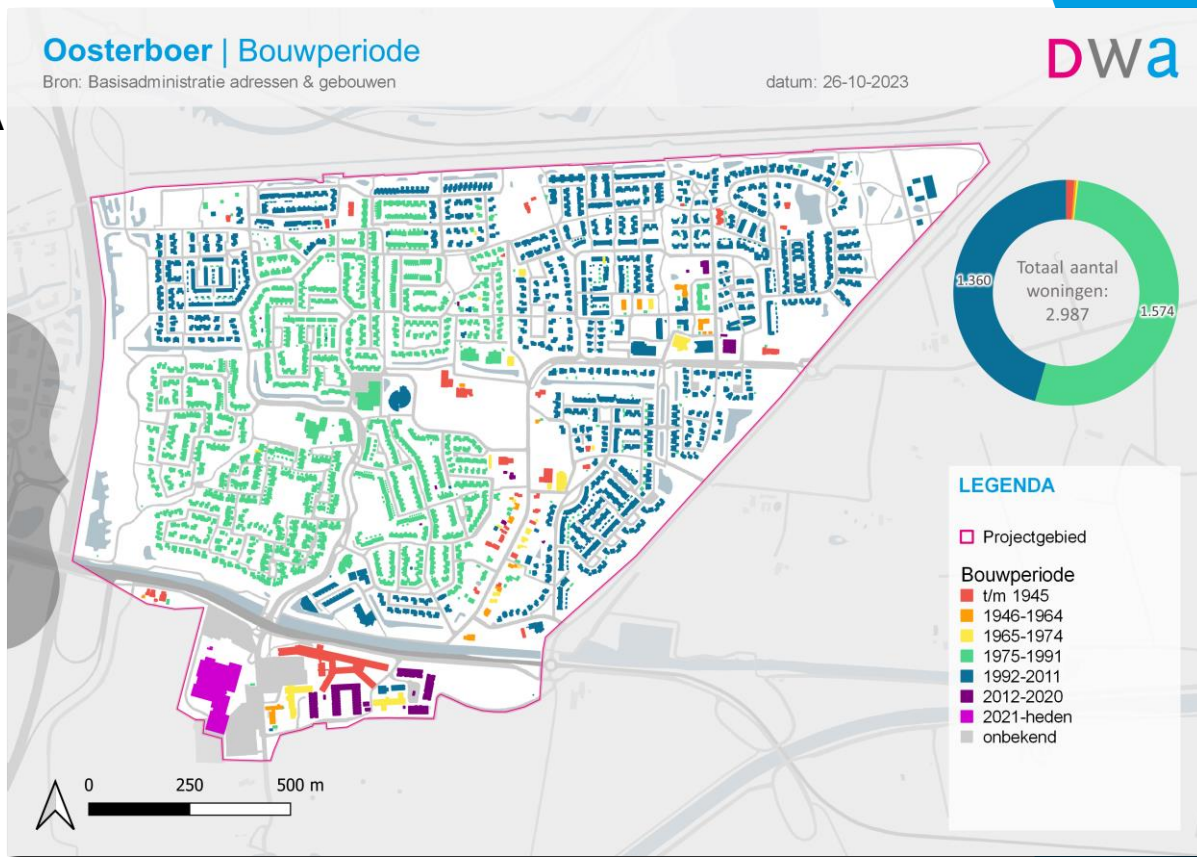 Oosterboer | Bouwperiode
Bron: Basisadministratie adressen & gebouwen
datum: 26-10-2023
DWa
Totaal aantal
woningen:
2.987
1.360
1.574
LEGENDA
Projectgebied
Bouwperiode
t/m 1945
1946-1964
1965-1974
1975-1991
1992-2011
2012-2020
2021-heden
onbekend
0 250 500 m